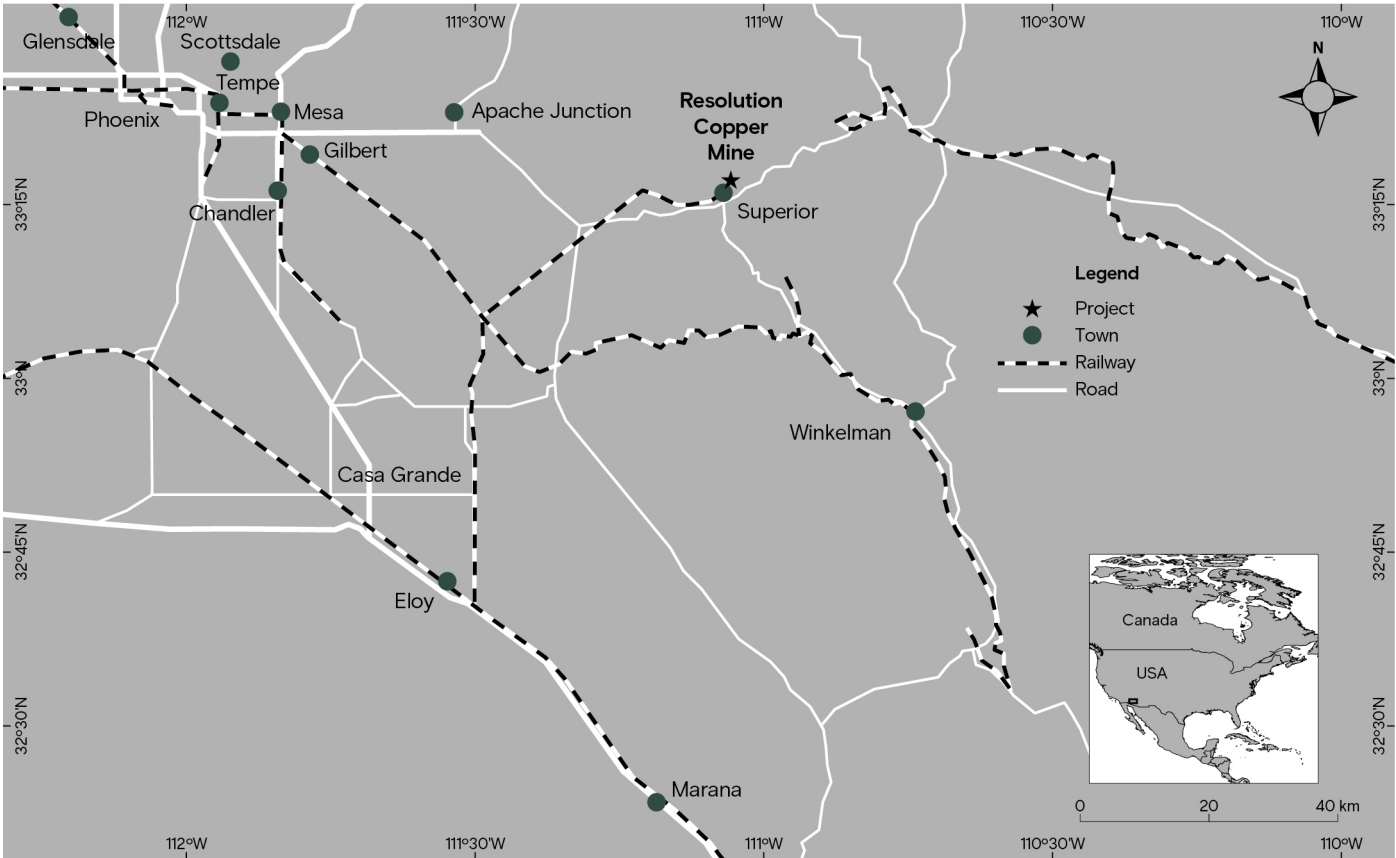 112°W
111°30'W
111°W
110°30'W
110°W
Glensdale
Scottsdale
Tempe
Phoenix
Mesa
Apache Junction
Gilbert
Chandler
Resolution
Copper
Mine
Superior
N
33°15'N
33°15'N
Legend
Project
Town
Railway
Road
33°N
33°N
Winkelman
Casa Grande
32°45'N
32°45'N
Eloy
Canada
USA
32°30'N
32°30'N
Marana
0 20 40 km
112°W
111°30'W
111°W
110°30'W
110°W